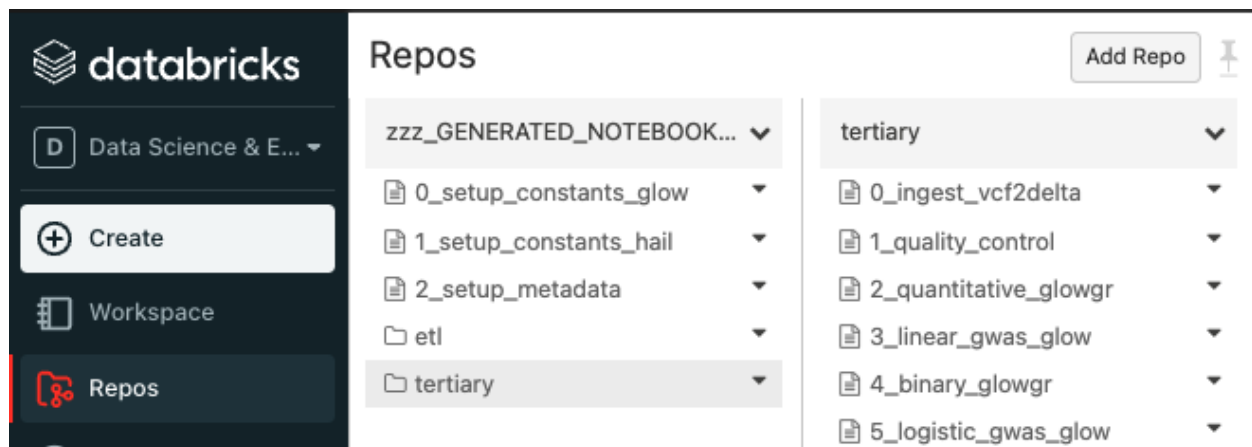 databricks
D Data Science & E...
Create
Workspace
Repos
Repos
Add Repo
zzz_GENERATED_NOTEBOOK...
0_setup_constants_glow
1_setup_constants_hail
2_setup_metadata
etl
tertiary
tertiary
0_ingest_vcf2delta
1_quality_control
2_quantitative_glowgr
3_linear_gwas_glow
4_binary_glowgr
5_logistic_gwas_glow